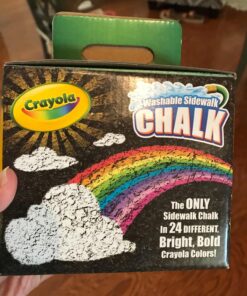 Crayola
Washable Sidewalk
CHALK
The ONLY
Sidewalk Chalk
in 24 DIFFERENT,
Bright, Bold
Crayola Colors!